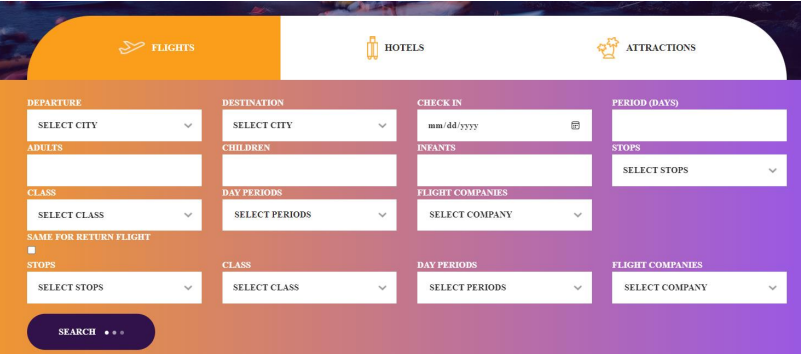 FLIGHTS HOTELS ATTRACTIONS
DEPARTURE DESTINATION CHECK IN PERIOD (DAYS)
SELECT CITY SELECT CITY mm/dd/yyyy
ADULTS CHILDREN INFANTS STOPS
SELECT STOPS
CLASS DAY PERIODS FLIGHT COMPANIES
SELECT CLASS SELECT PERIODS SELECT COMPANY
SAME FOR RETURN FLIGHT
STOPS CLASS DAY PERIODS FLIGHT COMPANIES
SELECT STOPS SELECT CLASS SELECT PERIODS SELECT COMPANY
SEARCH